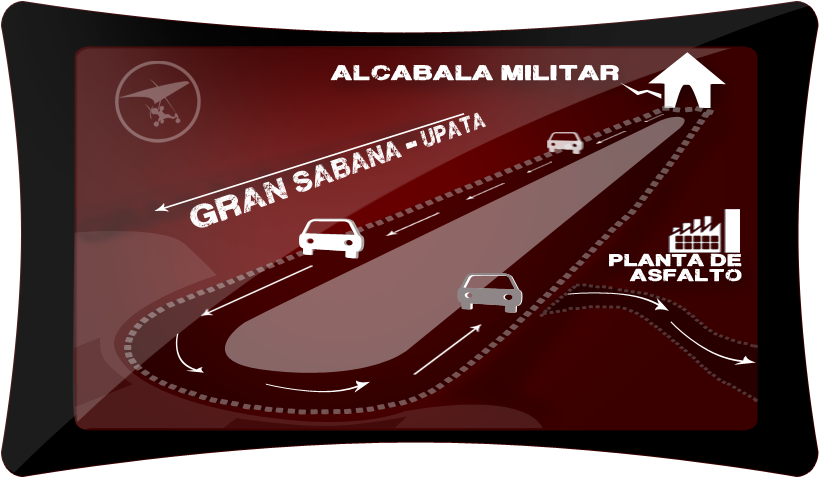 ALCABALA MILITAR
GRAN SABANA - UPATA
PLANTA DE
ASFALTO